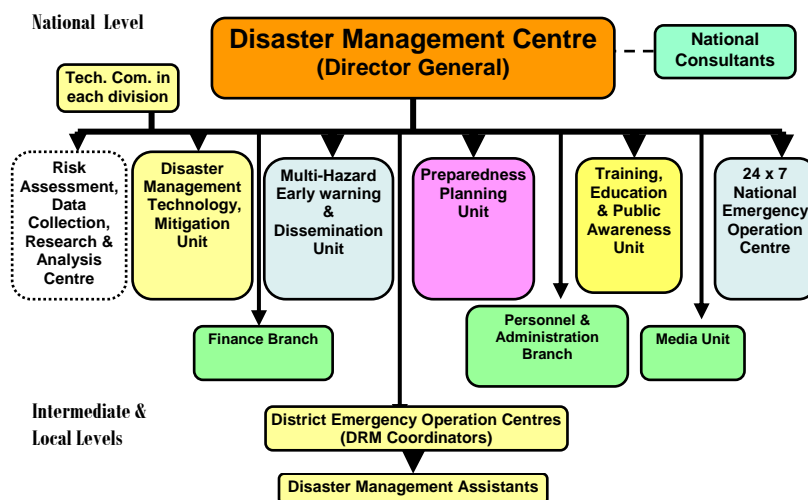 National Level
Disaster Management Centre
(Director General)
National
Consultants
Tech. Com. in
each division
Risk
Assessment,
Data
Collection,
Research &
Analysis
Centre
Disaster
Management
Technology,
Mitigation
Unit
Multi-Hazard
Early warning
&
Dissemination
Unit
Preparedness
Planning
Unit
Training,
Education
& Public
Awareness
Unit
24 x 7
National
Emergency
Operation
Centre
Finance Branch
Personnel &
Administration
Branch
Media Unit
Intermediate &
Local Levels
District Emergency Operation Centres
(DRM Coordinators)
Disaster Management Assistants